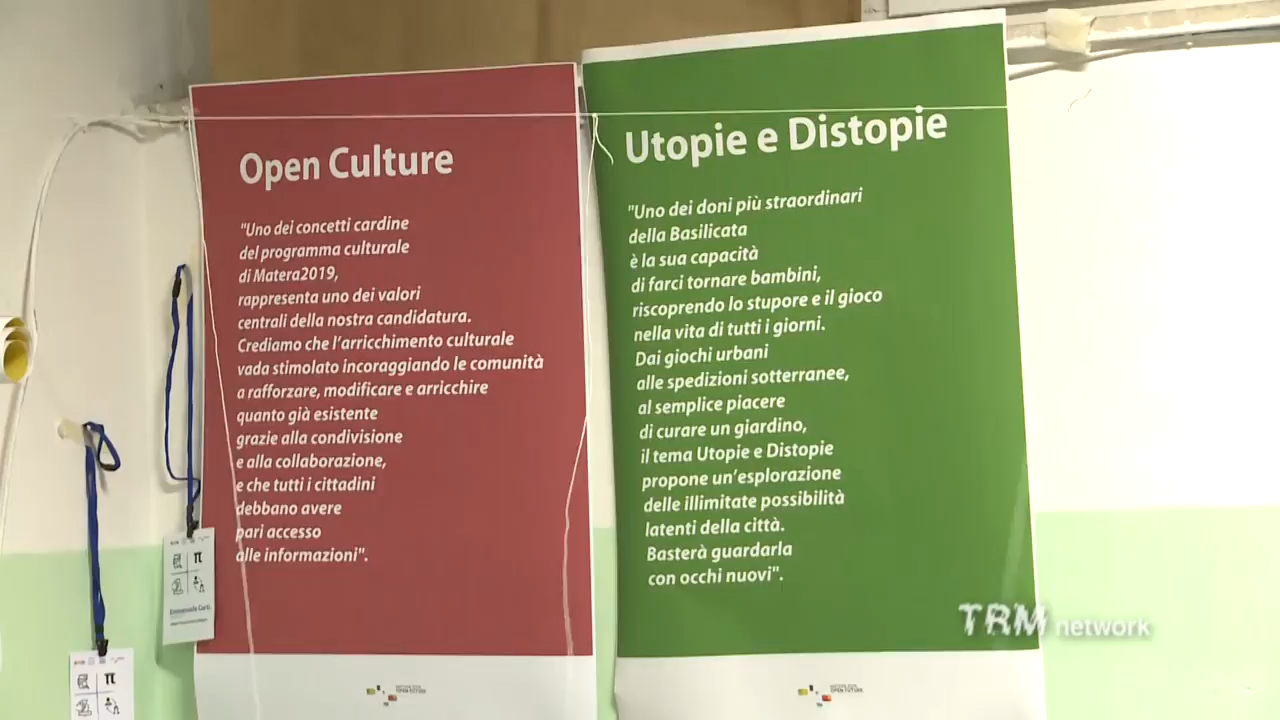 Open Culture
"Uno dei concetti cardine
del programma culturale
di Matera2019,
rappresenta uno dei valori
centrali della nostra candidatura.
Crediamo che l'arricchimento culturale
vada stimolato incoraggiando le comunità
a rafforzare, modificare e arricchire
quanto già esistente
grazie alla condivisione
e alla collaborazione,
e che tutti i cittadini
debbano avere
pari accesso
alle informazioni".
Utopie e Distopie
"Uno dei doni più straordinari
della Basilicata
è la sua capacità
di farci tornare bambini,
riscoprendo lo stupore e il gioco
nella vita di tutti i giorni.
Dai giochi urbani
alle spedizioni sotterranee,
al semplice piacere
di curare un giardino,
il tema Utopie e Distopie
propone un'esplorazione
delle illimitate possibilità
latenti della città.
Basterà guardarla
con occhi nuovi".
π
π
OPEN FUTURE
OPEN FUTURE
TRM network